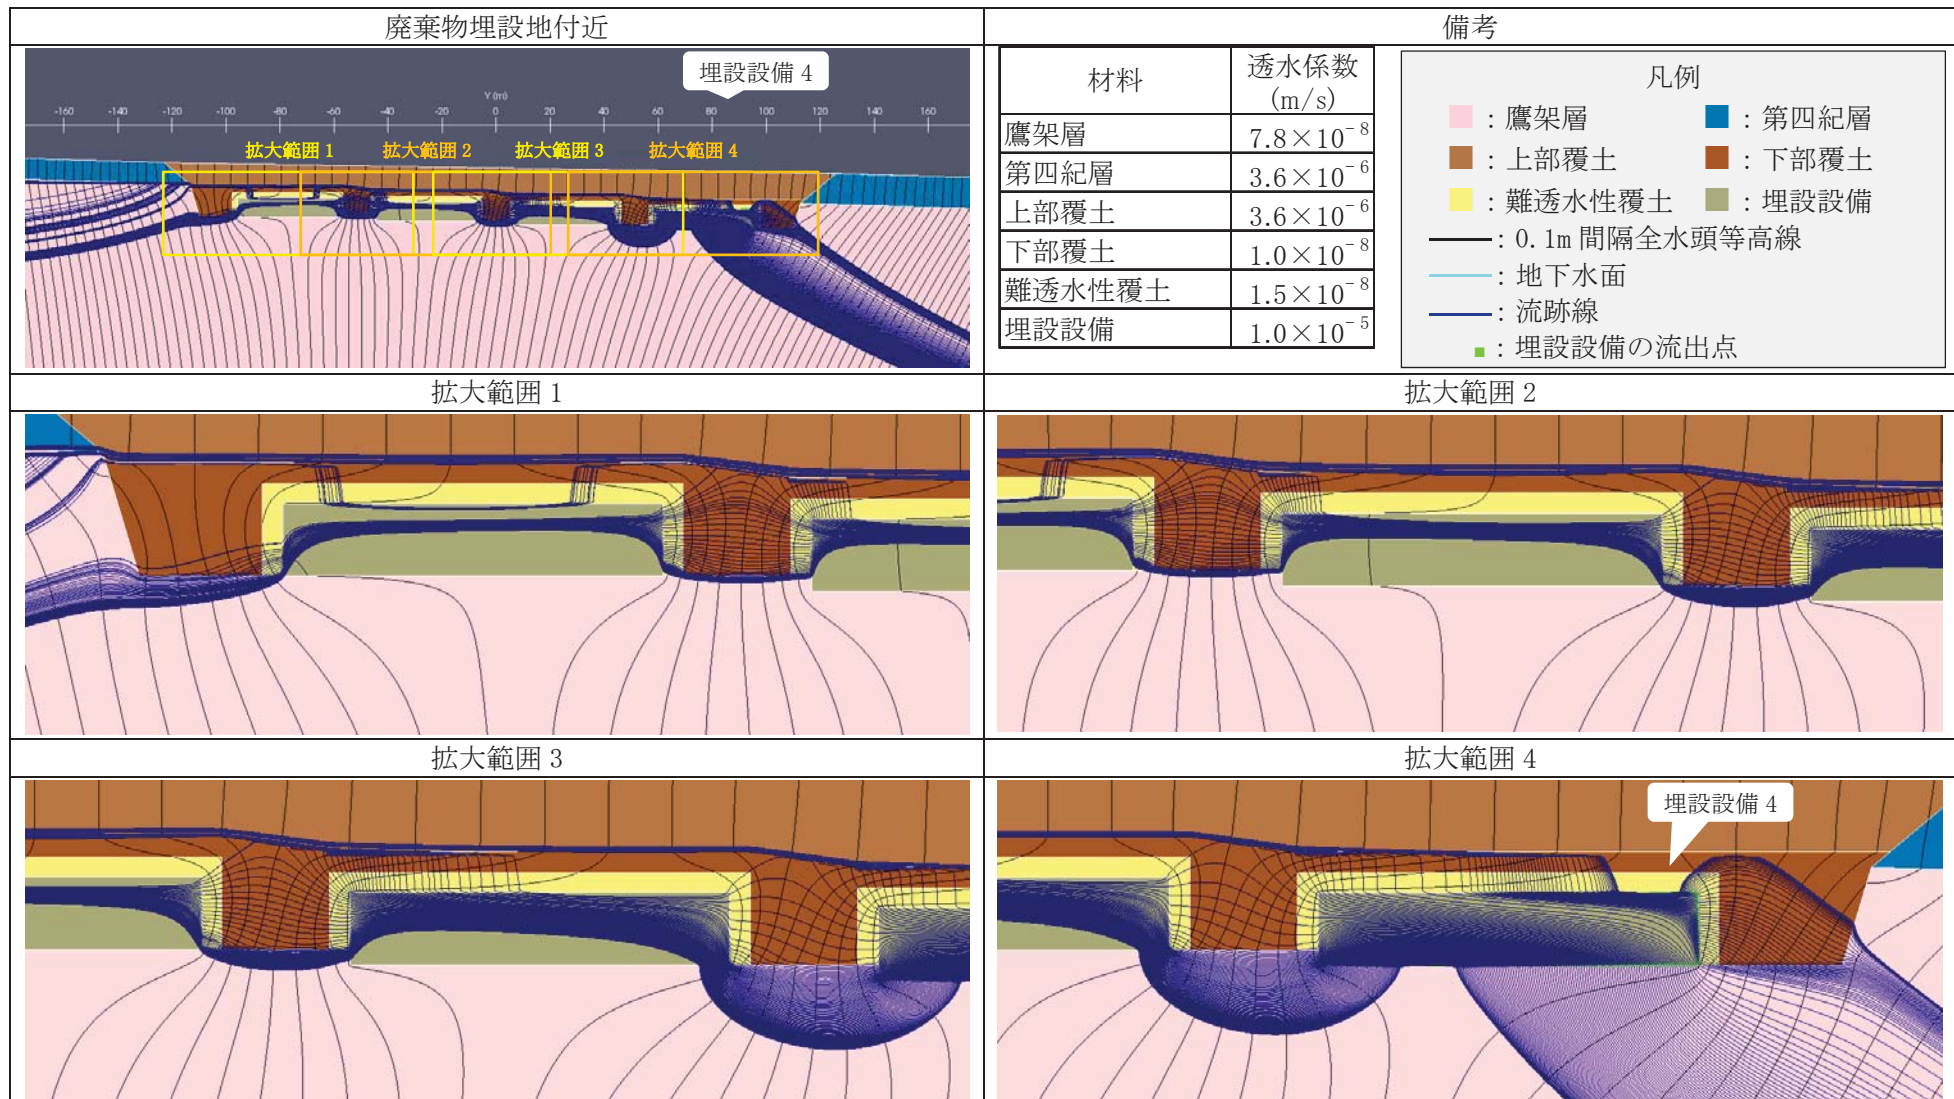 廃棄物埋設地付近
備考
埋設設備 4
Y (m)
-160 -140 -120 -100 -80 -60 -40 -20 0 20 40 60 80 100 120 140 160
拡大範囲 1 拡大範囲 2 拡大範囲 3 拡大範囲 4
材料 透水係数 (m/s)
鷹架層 7.8×10⁻⁸
第四紀層 3.6×10⁻⁶
上部覆土 3.6×10⁻⁶
下部覆土 1.0×10⁻⁸
難透水性覆土 1.5×10⁻⁸
埋設設備 1.0×10⁻⁵
凡例
：鷹架層 ：第四紀層
：上部覆土 ：下部覆土
：難透水性覆土 ：埋設設備
：0.1m 間隔全水頭等高線
：地下水面
：流跡線
：埋設設備の流出点
拡大範囲 1
拡大範囲 2
拡大範囲 3
拡大範囲 4
埋設設備 4